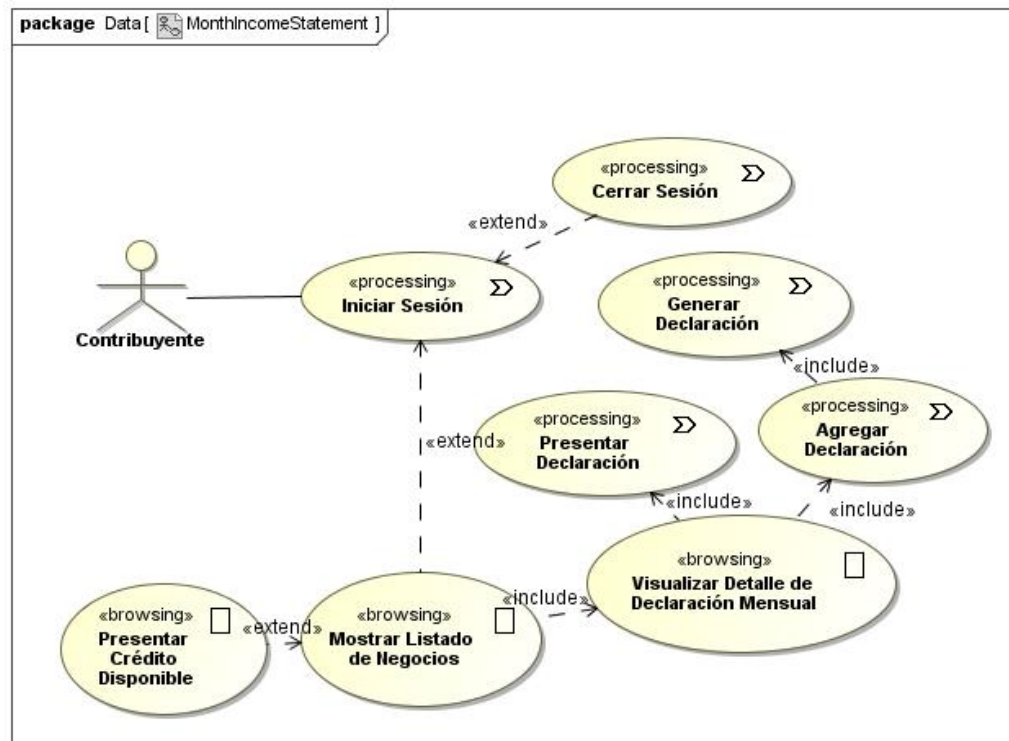 package Data[ MonthIncomeStatement ]
«processing»
Cerrar Sesión
«extend»
«processing»
Iniciar Sesión
«processing»
Generar
Declaración
Contribuyente
«include»
«extend»
«processing»
Presentar
Declaración
«processing»
Agregar
Declaración
«include»
«include»
«browsing»
Visualizar Detalle de
Declaración Mensual
«include»
«browsing»
Presentar
Crédito
Disponible
«extend»
«browsing»
Mostrar Listado
de Negocios